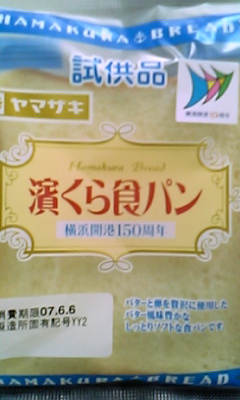 HAMAKURA BREAD
試供品
ヤマザキ
Hamakura Bread
濱くら食パン
横浜開港150周年
消費期限07.6.6
製造所固有記号YY2
バターと卵を贅沢に使用した
バター風味豊かな
しっとりソフトな食パンです
HAMAKURA BREAD